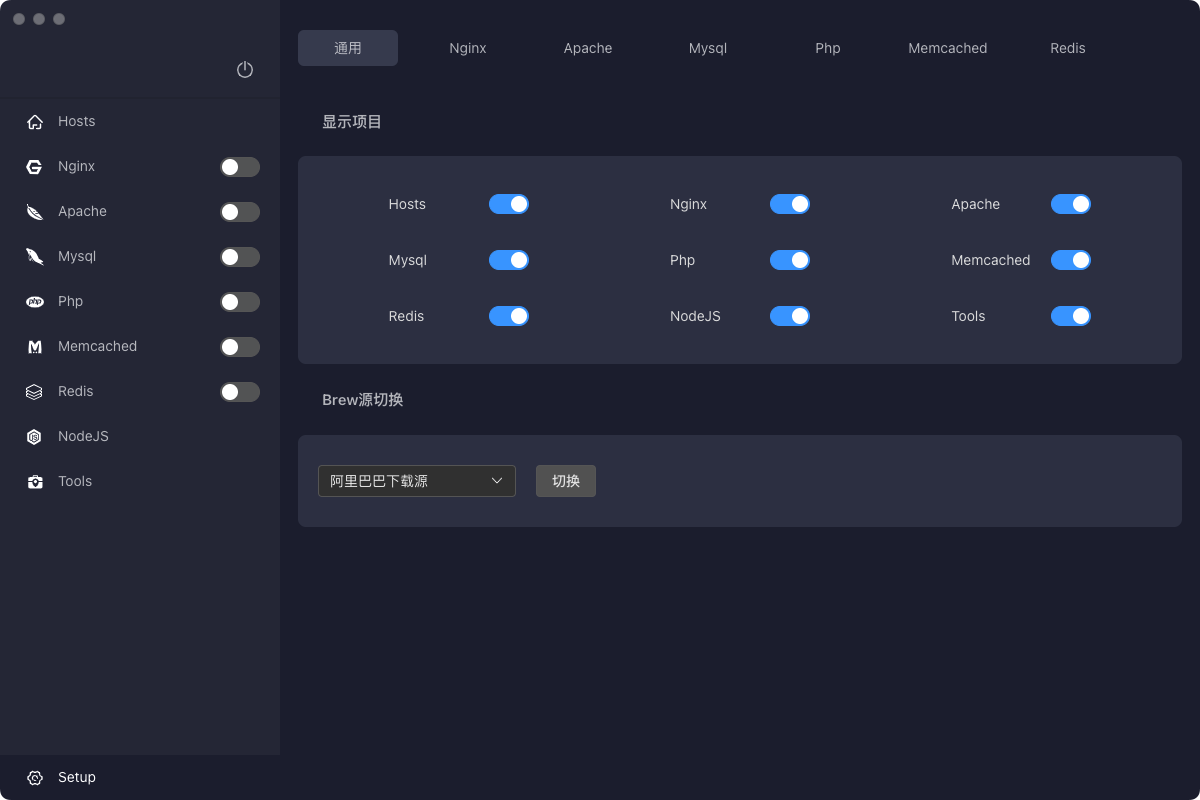 Hosts
Nginx
Apache
Mysql
Php
Memcached
Redis
NodeJS
Tools
Setup
通用 Nginx Apache Mysql Php Memcached Redis
显示项目
Hosts Nginx Apache
Mysql Php Memcached
Redis NodeJS Tools
Brew源切换
阿里巴巴下载源 切换